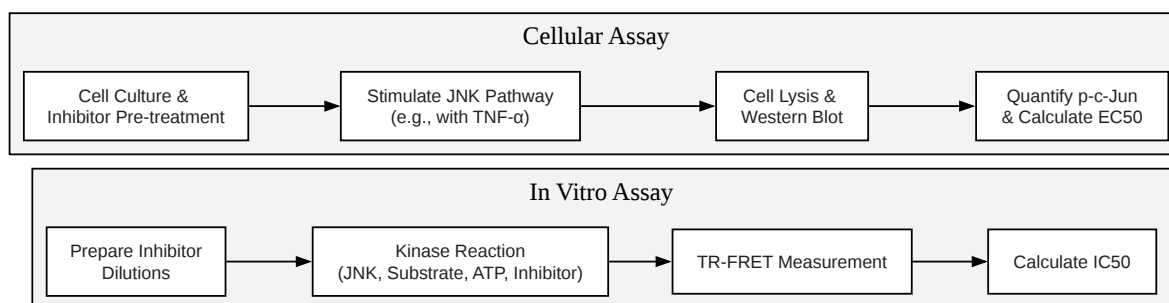 Cellular Assay
Cell Culture &
Inhibitor Pre-treatment
Stimulate JNK Pathway
(e.g., with TNF-α)
Cell Lysis &
Western Blot
Quantify p-c-Jun
& Calculate EC50
In Vitro Assay
Prepare Inhibitor
Dilutions
Kinase Reaction
(JNK, Substrate, ATP, Inhibitor)
TR-FRET Measurement
Calculate IC50